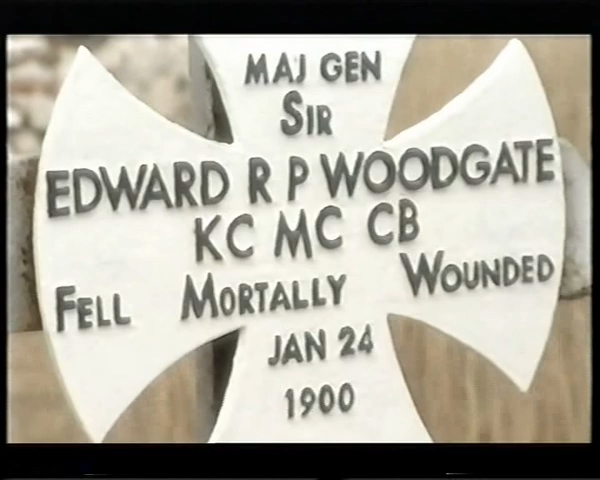 MAJ GEN
SIR
EDWARD R P WOODGATE
KC MC CB
FELL MORTALLY WOUNDED
JAN 24
1900